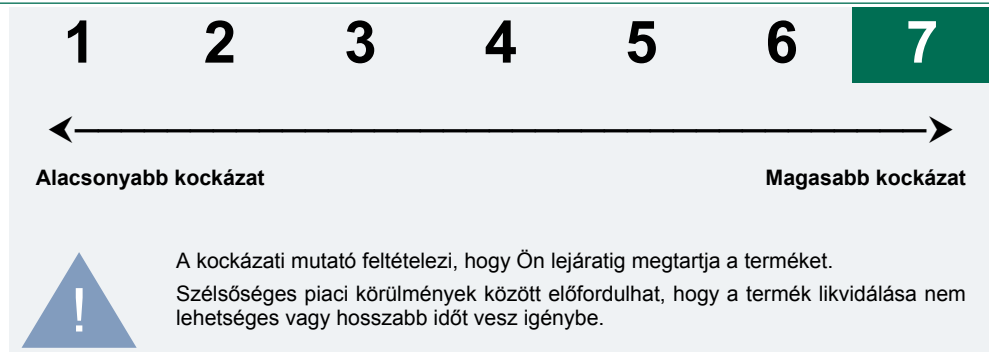 1 2 3 4 5 6 7
Alacsonyabb kockázat Magasabb kockázat
A kockázati mutató feltételezi, hogy Ön lejáratig megtartja a terméket.
Szélsőséges piaci körülmények között előfordulhat, hogy a termék likvidálása nem
lehetséges vagy hosszabb időt vesz igénybe.
!